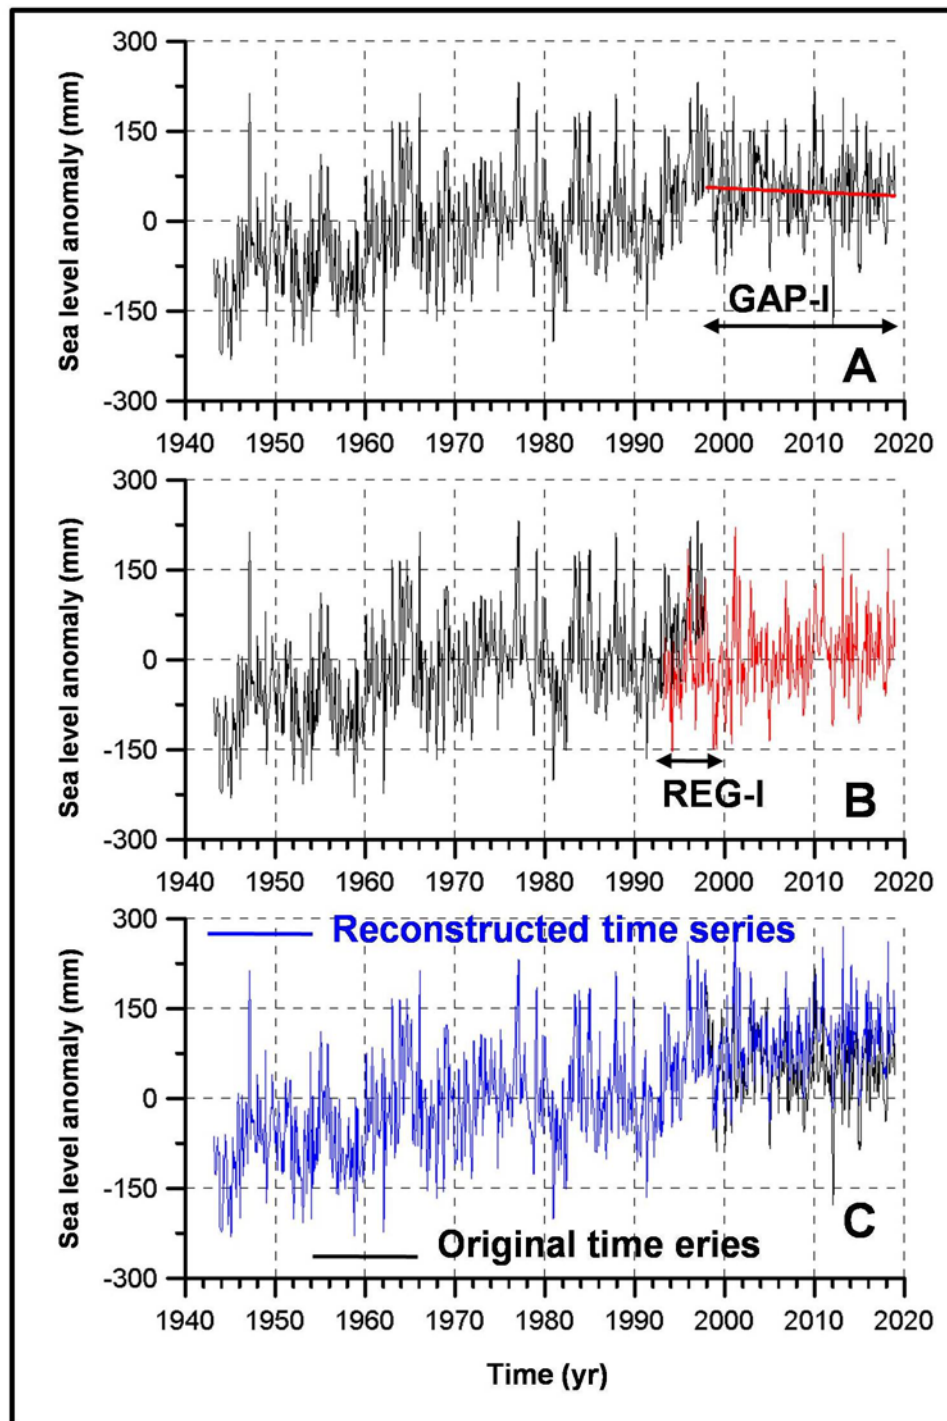 Sea level anomaly (mm)
300
150
0
-150
-300
GAP-I
A
1940 1950 1960 1970 1980 1990 2000 2010 2020
Sea level anomaly (mm)
300
150
0
-150
-300
REG-I
B
1940 1950 1960 1970 1980 1990 2000 2010 2020
Sea level anomaly (mm)
300
150
0
-150
-300
Reconstructed time series
C
Original time eries
1940 1950 1960 1970 1980 1990 2000 2010 2020
Time (yr)